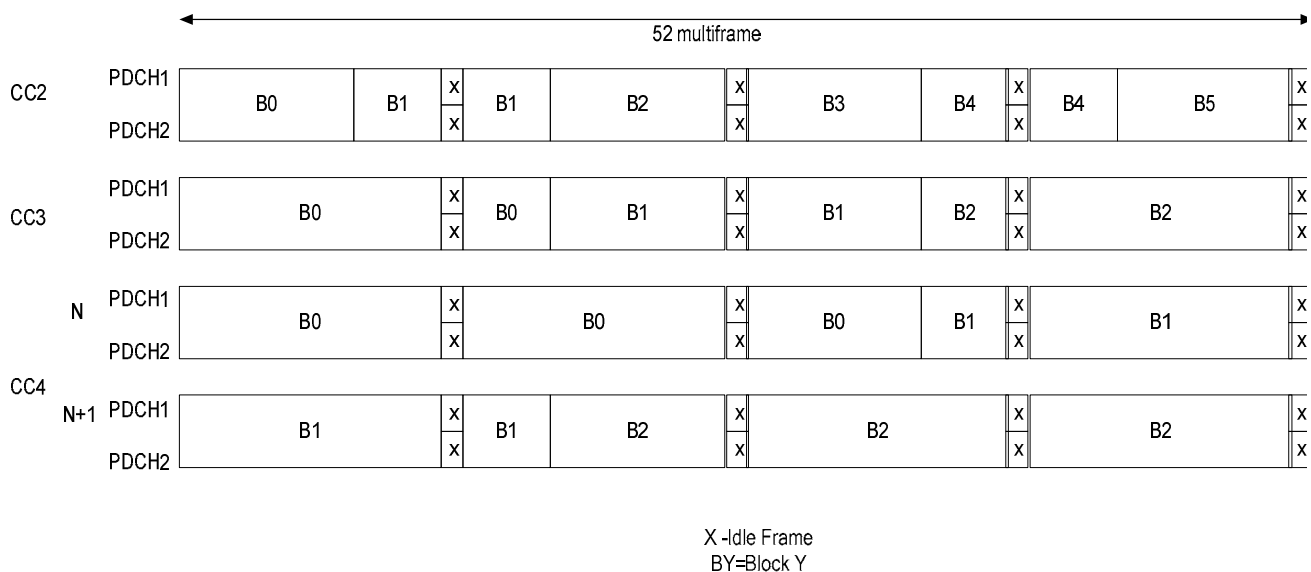 52 multiframe
CC2
PDCH1
B0 B1 x B1 B2 x B3 B4 x B4 B5 x
PDCH2
x x x x
CC3
PDCH1
B0 x B0 B1 x B1 B2 x B2 x
PDCH2
x x x x
CC4
N
PDCH1
B0 x B0 x B0 B1 x B1 x
PDCH2
x x x x
N+1
PDCH1
B1 x B1 B2 x B2 x B2 x
PDCH2
x x x x
X -Idle Frame
BY=Block Y